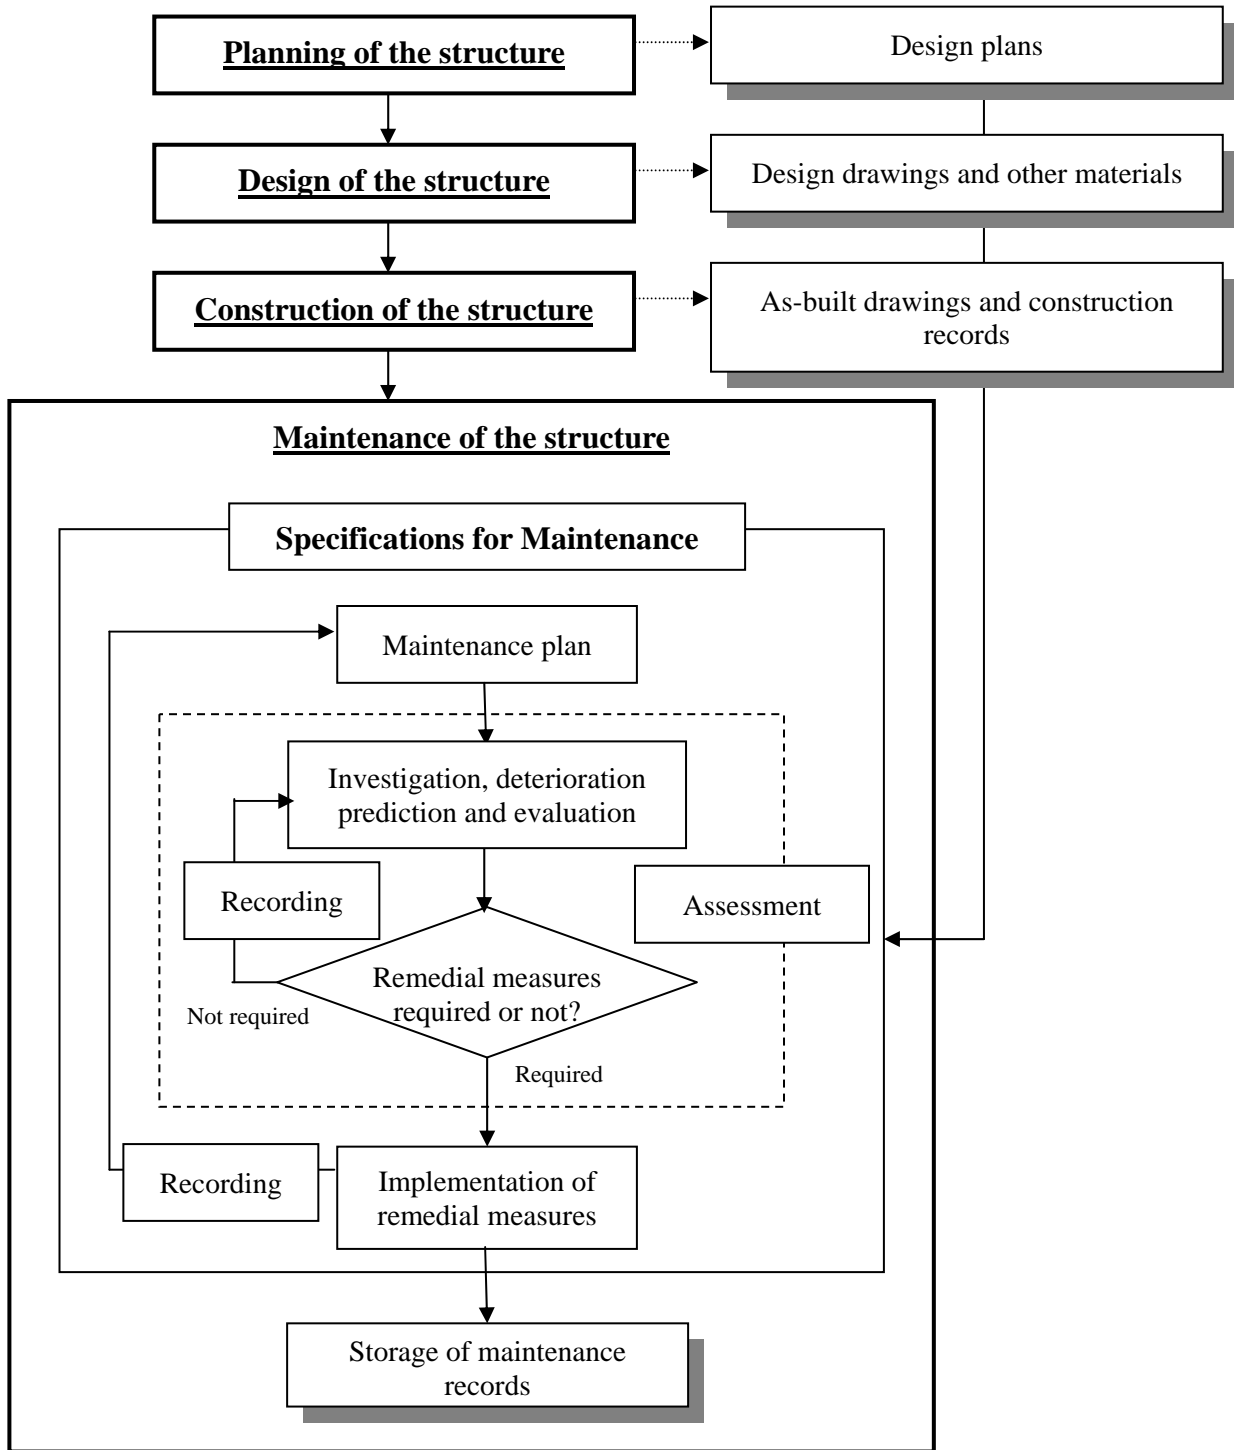 Planning of the structure
Design plans
Design of the structure
Design drawings and other materials
Construction of the structure
As-built drawings and construction
records
Maintenance of the structure
Specifications for Maintenance
Maintenance plan
Investigation, deterioration
prediction and evaluation
Recording
Assessment
Remedial measures
required or not?
Not required
Required
Recording
Implementation of
remedial measures
Storage of maintenance
records